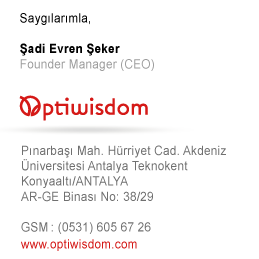 Saygılarımla,
Şadi Evren Şeker
Founder Manager (CEO)
Optiwisdom
Pınarbaşı Mah. Hürriyet Cad. Akdeniz
Üniversitesi Antalya Teknokent
Konyaaltı/ANTALYA
AR-GE Binası No: 38/29
GSM : (0531) 605 67 26
www.optiwisdom.com